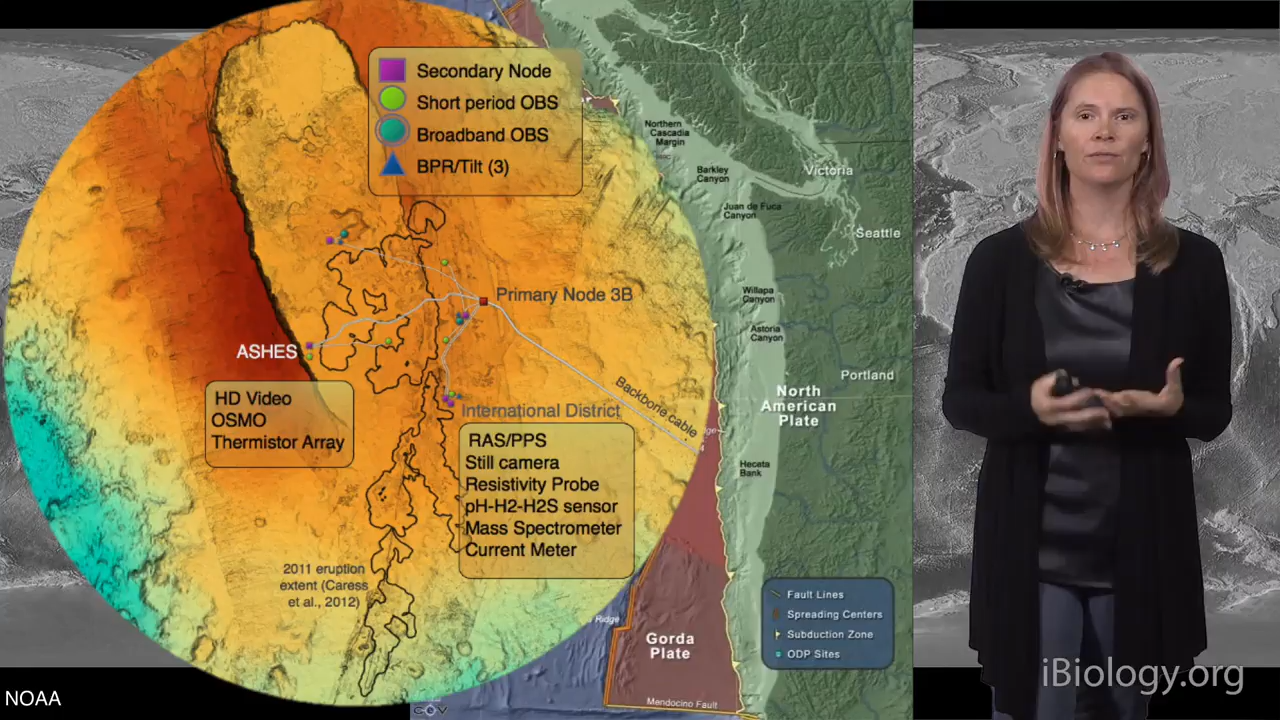 Secondary Node
Short period OBS
Broadband OBS
BPR/Tilt (3)
Northern
Cascadia
Margin
Barkley
Canyon
Victoria
Juan de Fuca
Canyon
Seattle
Primary Node 3B
Willapa
Canyon
Astoria
Canyon
ASHES
HD Video
OSMO
Thermistor Array
Backbone cable
Portland
North
American
Plate
International District
RAS/PPS
Still camera
Resistivity Probe
pH-H2-H2S sensor
Mass Spectrometer
Current Meter
Heceta
Bank
2011 eruption
extent (Caress
et al., 2012)
Ridge
Gorda
Plate
Mendocino Fault
Fault Lines
Spreading Centers
Subduction Zone
ODP Sites
NOAA
iBiology.org